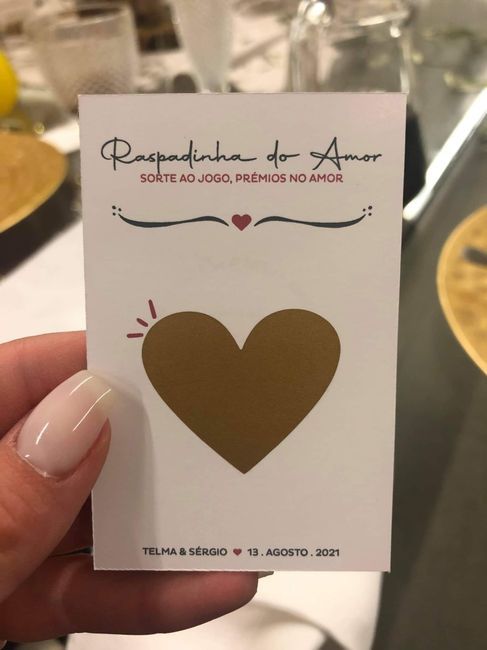 Raspadinha do Amor
SORTE AO JOGO, PRÉMIOS NO AMOR
TELMA & SÉRGIO ♥ 13 . AGOSTO . 2021